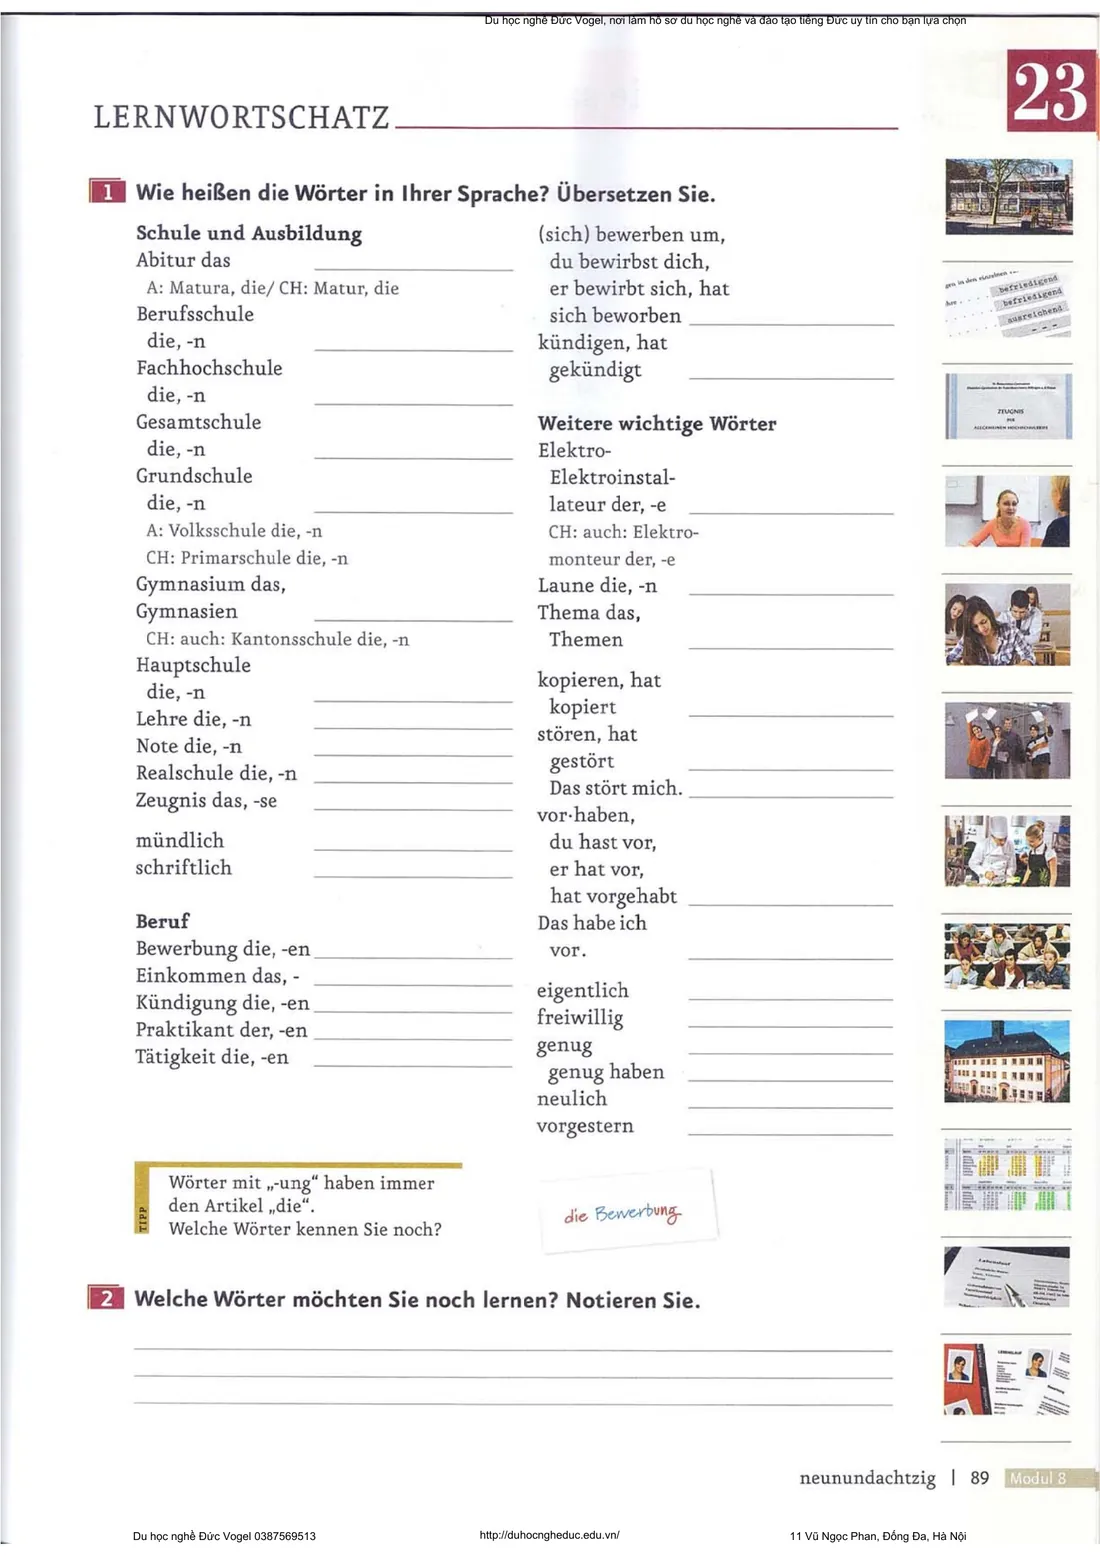 Du học nghề Đức Vogel, nơi làm hồ sơ du học nghề và đào tạo tiếng Đức uy tín cho bạn lựa chọn
23
LERNWORTSCHATZ
1 Wie heißen die Wörter in Ihrer Sprache? Übersetzen Sie.
Schule und Ausbildung
Abitur das
A: Matura, die/ CH: Matur, die
Berufsschule
die, -n
Fachhochschule
die, -n
Gesamtschule
die, -n
Grundschule
die, -n
A: Volksschule die, -n
CH: Primarschule die, -n
Gymnasium das,
Gymnasien
CH: auch: Kantonsschule die, -n
Hauptschule
die, -n
Lehre die, -n
Note die, -n
Realschule die, -n
Zeugnis das, -se
mündlich
schriftlich
Beruf
Bewerbung die, -en
Einkommen das, -
Kündigung die, -en
Praktikant der, -en
Tätigkeit die, -en
(sich) bewerben um,
du bewirbst dich,
er bewirbt sich, hat
sich beworben
kündigen, hat
gekündigt
Weitere wichtige Wörter
Elektro-
Elektroinstal-
lateur der, -e
CH: auch: Elektro-
monteur der, -e
Laune die, -n
Thema das,
Themen
kopieren, hat
kopiert
stören, hat
gestört
Das stört mich.
vor·haben,
du hast vor,
er hat vor,
hat vorgehabt
Das habe ich
vor.
eigentlich
freiwillig
genug
genug haben
neulich
vorgestern
befriedigend
befriedigend
ausreichend
ZEUGNIS
DER
ALLGEMEINEN HOCHSCHULREIFE
Lebenslauf
LEBENSLAUF
TIPP
Wörter mit „-ung“ haben immer
den Artikel „die“.
Welche Wörter kennen Sie noch?
die Bewerbung
2 Welche Wörter möchten Sie noch lernen? Notieren Sie.
neunundachtzig | 89 Modul 8
Du học nghề Đức Vogel 0387569513
http://duhocngheduc.edu.vn/
11 Vũ Ngọc Phan, Đống Đa, Hà Nội